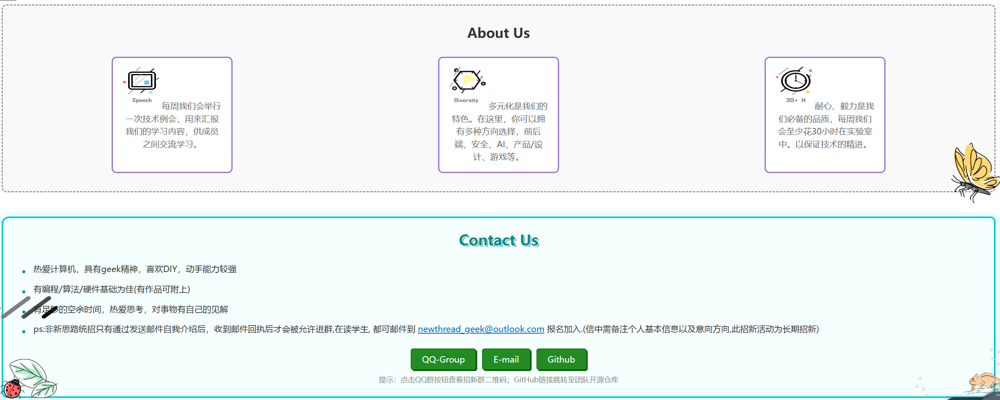 About Us
Speech
每周我们会举行
一次技术例会，用来汇报
我们的学习内容，供成员
之间交流学习。
Diversity
多元化是我们的
特色。在这里，你可以拥
有多种方向选择，前后
端、安全、AI、产品/设
计、游戏等。
30+ H
耐心、毅力是我
们必备的品质，每周我们
会至少花30小时在实验室
中。以保证技术的精进。
Contact Us
热爱计算机，具有geek精神，喜欢DIY，动手能力较强
有编程/算法/硬件基础为佳(有作品可附上)
有足够的空余时间，热爱思考，对事物有自己的见解
ps:非新思路统招只有通过发送邮件自我介绍后，收到邮件回执后才会被允许进群,在读学生, 都可邮件到 newthread_geek@outlook.com 报名加入.(信中需备注个人基本信息以及意向方向,此招新活动为长期招新)
QQ-Group E-mail Github
提示：点击QQ群按钮查看招新群二维码；GitHub链接跳转至团队开源仓库